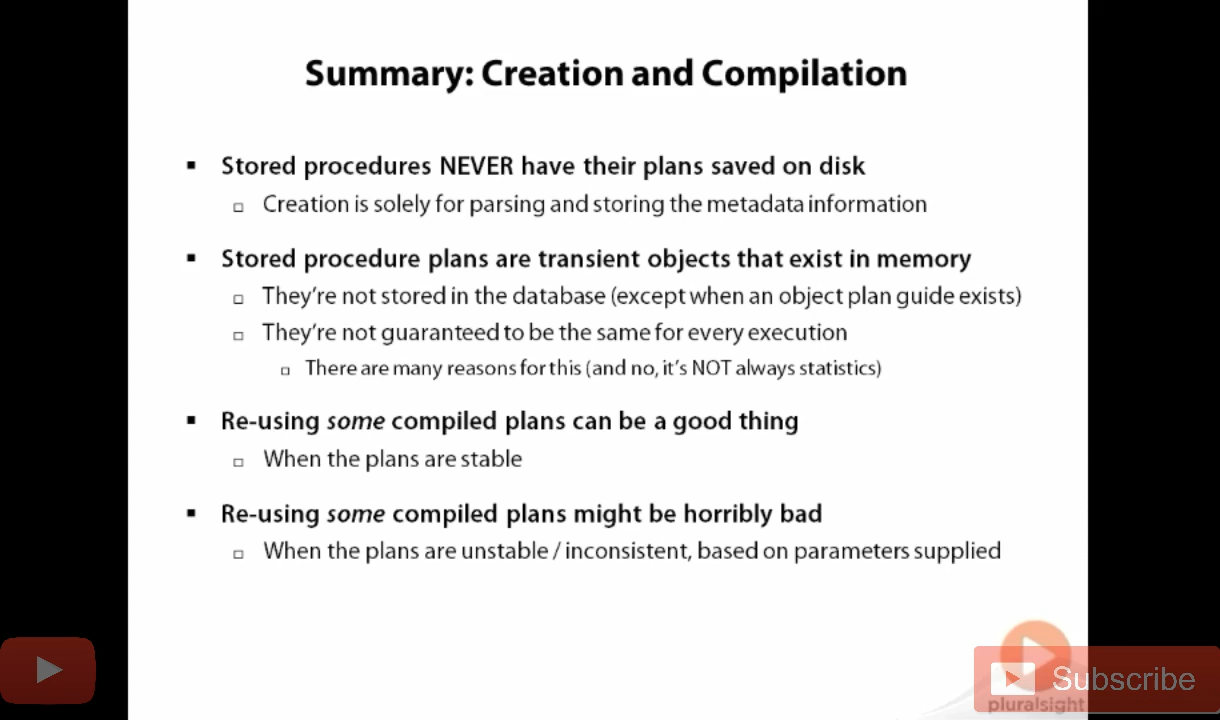 Summary: Creation and Compilation
Stored procedures NEVER have their plans saved on disk
Creation is solely for parsing and storing the metadata information
Stored procedure plans are transient objects that exist in memory
They're not stored in the database (except when an object plan guide exists)
They're not guaranteed to be the same for every execution
There are many reasons for this (and no, it's NOT always statistics)
Re-using some compiled plans can be a good thing
When the plans are stable
Re-using some compiled plans might be horribly bad
When the plans are unstable / inconsistent, based on parameters supplied
Subscribe
pluralsight